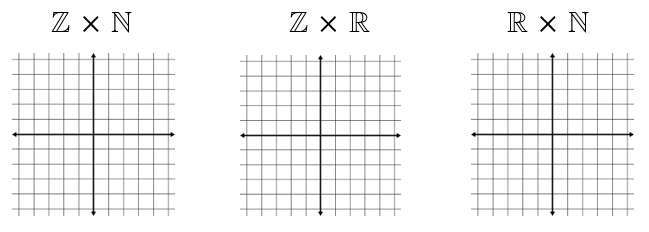 ℤ × ℕ
ℤ × ℝ
ℝ × ℕ